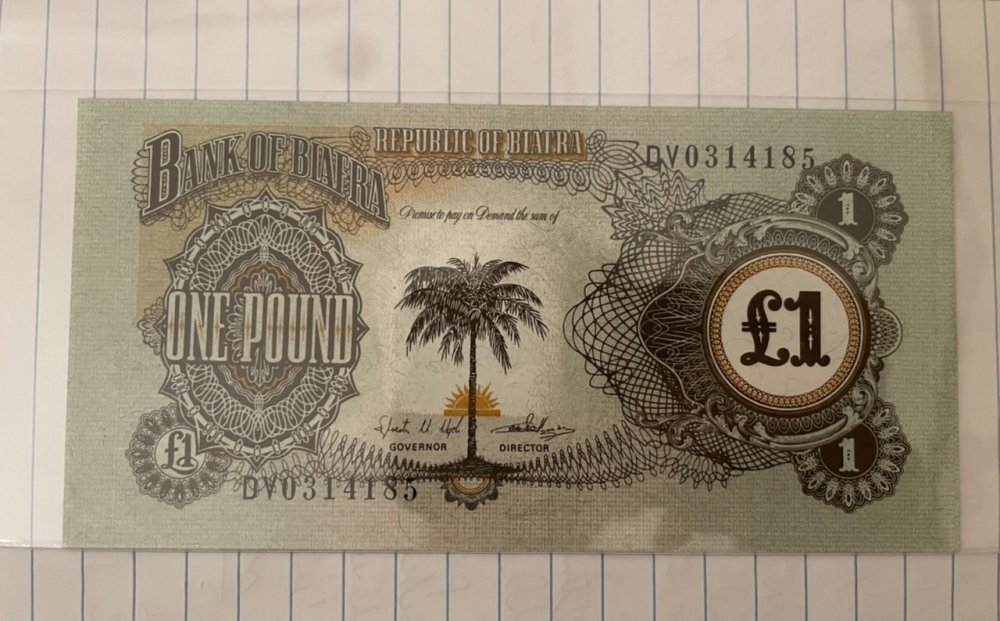 BANK OF BIAFRA
REPUBLIC OF BIAFRA
DV0314185
1
Promise to pay on Demand the sum of
ONE POUND
£1
GOVERNOR
DIRECTOR
£1
1
DV0314185